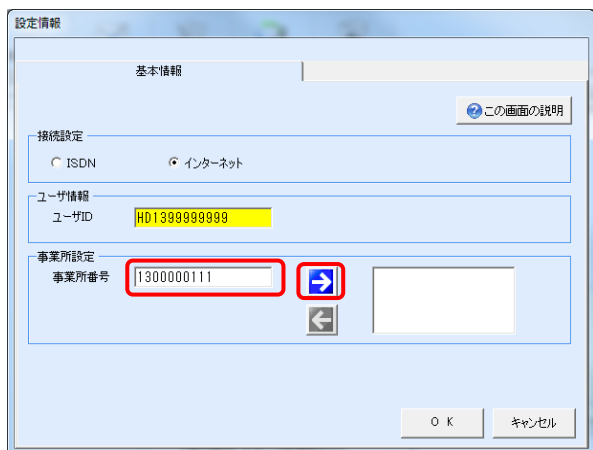 設定情報
基本情報
この画面の説明
接続設定
ISDN
インターネット
ユーザ情報
ユーザID
HD1399999999
事業所設定
事業所番号
1300000111
O K
キャンセル